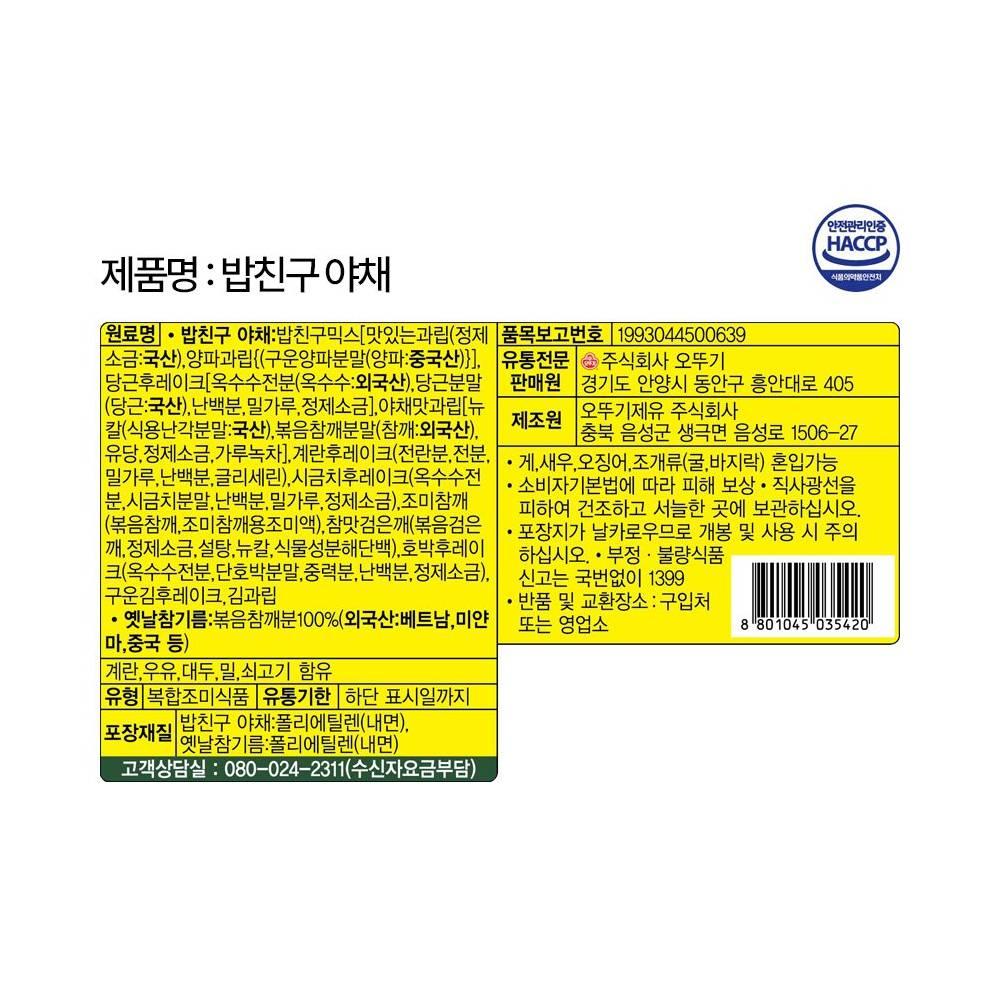 안전관리인증
HACCP
식품의약품안전처
제품명 : 밥친구 야채
원료명 • 밥친구 야채:밥친구믹스[맛있는과립(정제
소금:국산),양파과립{(구운양파분말(양파:중국산)}],
당근후레이크[옥수수전분(옥수수:외국산),당근분말
(당근:국산),난백분,밀가루,정제소금],야채맛과립[뉴
칼(식용난각분말:국산),볶음참깨분말(참깨:외국산),
유당,정제소금,가루녹차],계란후레이크(전란분,전분,
밀가루,난백분,글리세린),시금치후레이크(옥수수전
분,시금치분말,난백분,밀가루,정제소금),조미참깨
(볶음참깨,조미참깨용조미액),참맛검은깨(볶음검은
깨,정제소금,설탕,뉴칼,식물성분해단백),호박후레이
크(옥수수전분,단호박분말,중력분,난백분,정제소금),
구운김후레이크,김과립
• 옛날참기름:볶음참깨분100%(외국산:베트남,미얀
마,중국 등)
계란,우유,대두,밀,쇠고기 함유
유형 복합조미식품 유통기한 하단 표시일까지
포장재질 밥친구 야채:폴리에틸렌(내면),
옛날참기름:폴리에틸렌(내면)
고객상담실 : 080-024-2311(수신자요금부담)
품목보고번호 1993044500639
유통전문 주식회사 오뚜기
판매원 경기도 안양시 동안구 흥안대로 405
제조원 오뚜기제유 주식회사
충북 음성군 생극면 음성로 1506-27
• 게,새우,오징어,조개류(굴,바지락) 혼입가능
• 소비자기본법에 따라 피해 보상 • 직사광선을
피하여 건조하고 서늘한 곳에 보관하십시오.
• 포장지가 날카로우므로 개봉 및 사용 시 주의
하십시오. • 부정 · 불량식품
신고는 국번없이 1399
• 반품 및 교환장소 : 구입처
또는 영업소
8 801045 035420